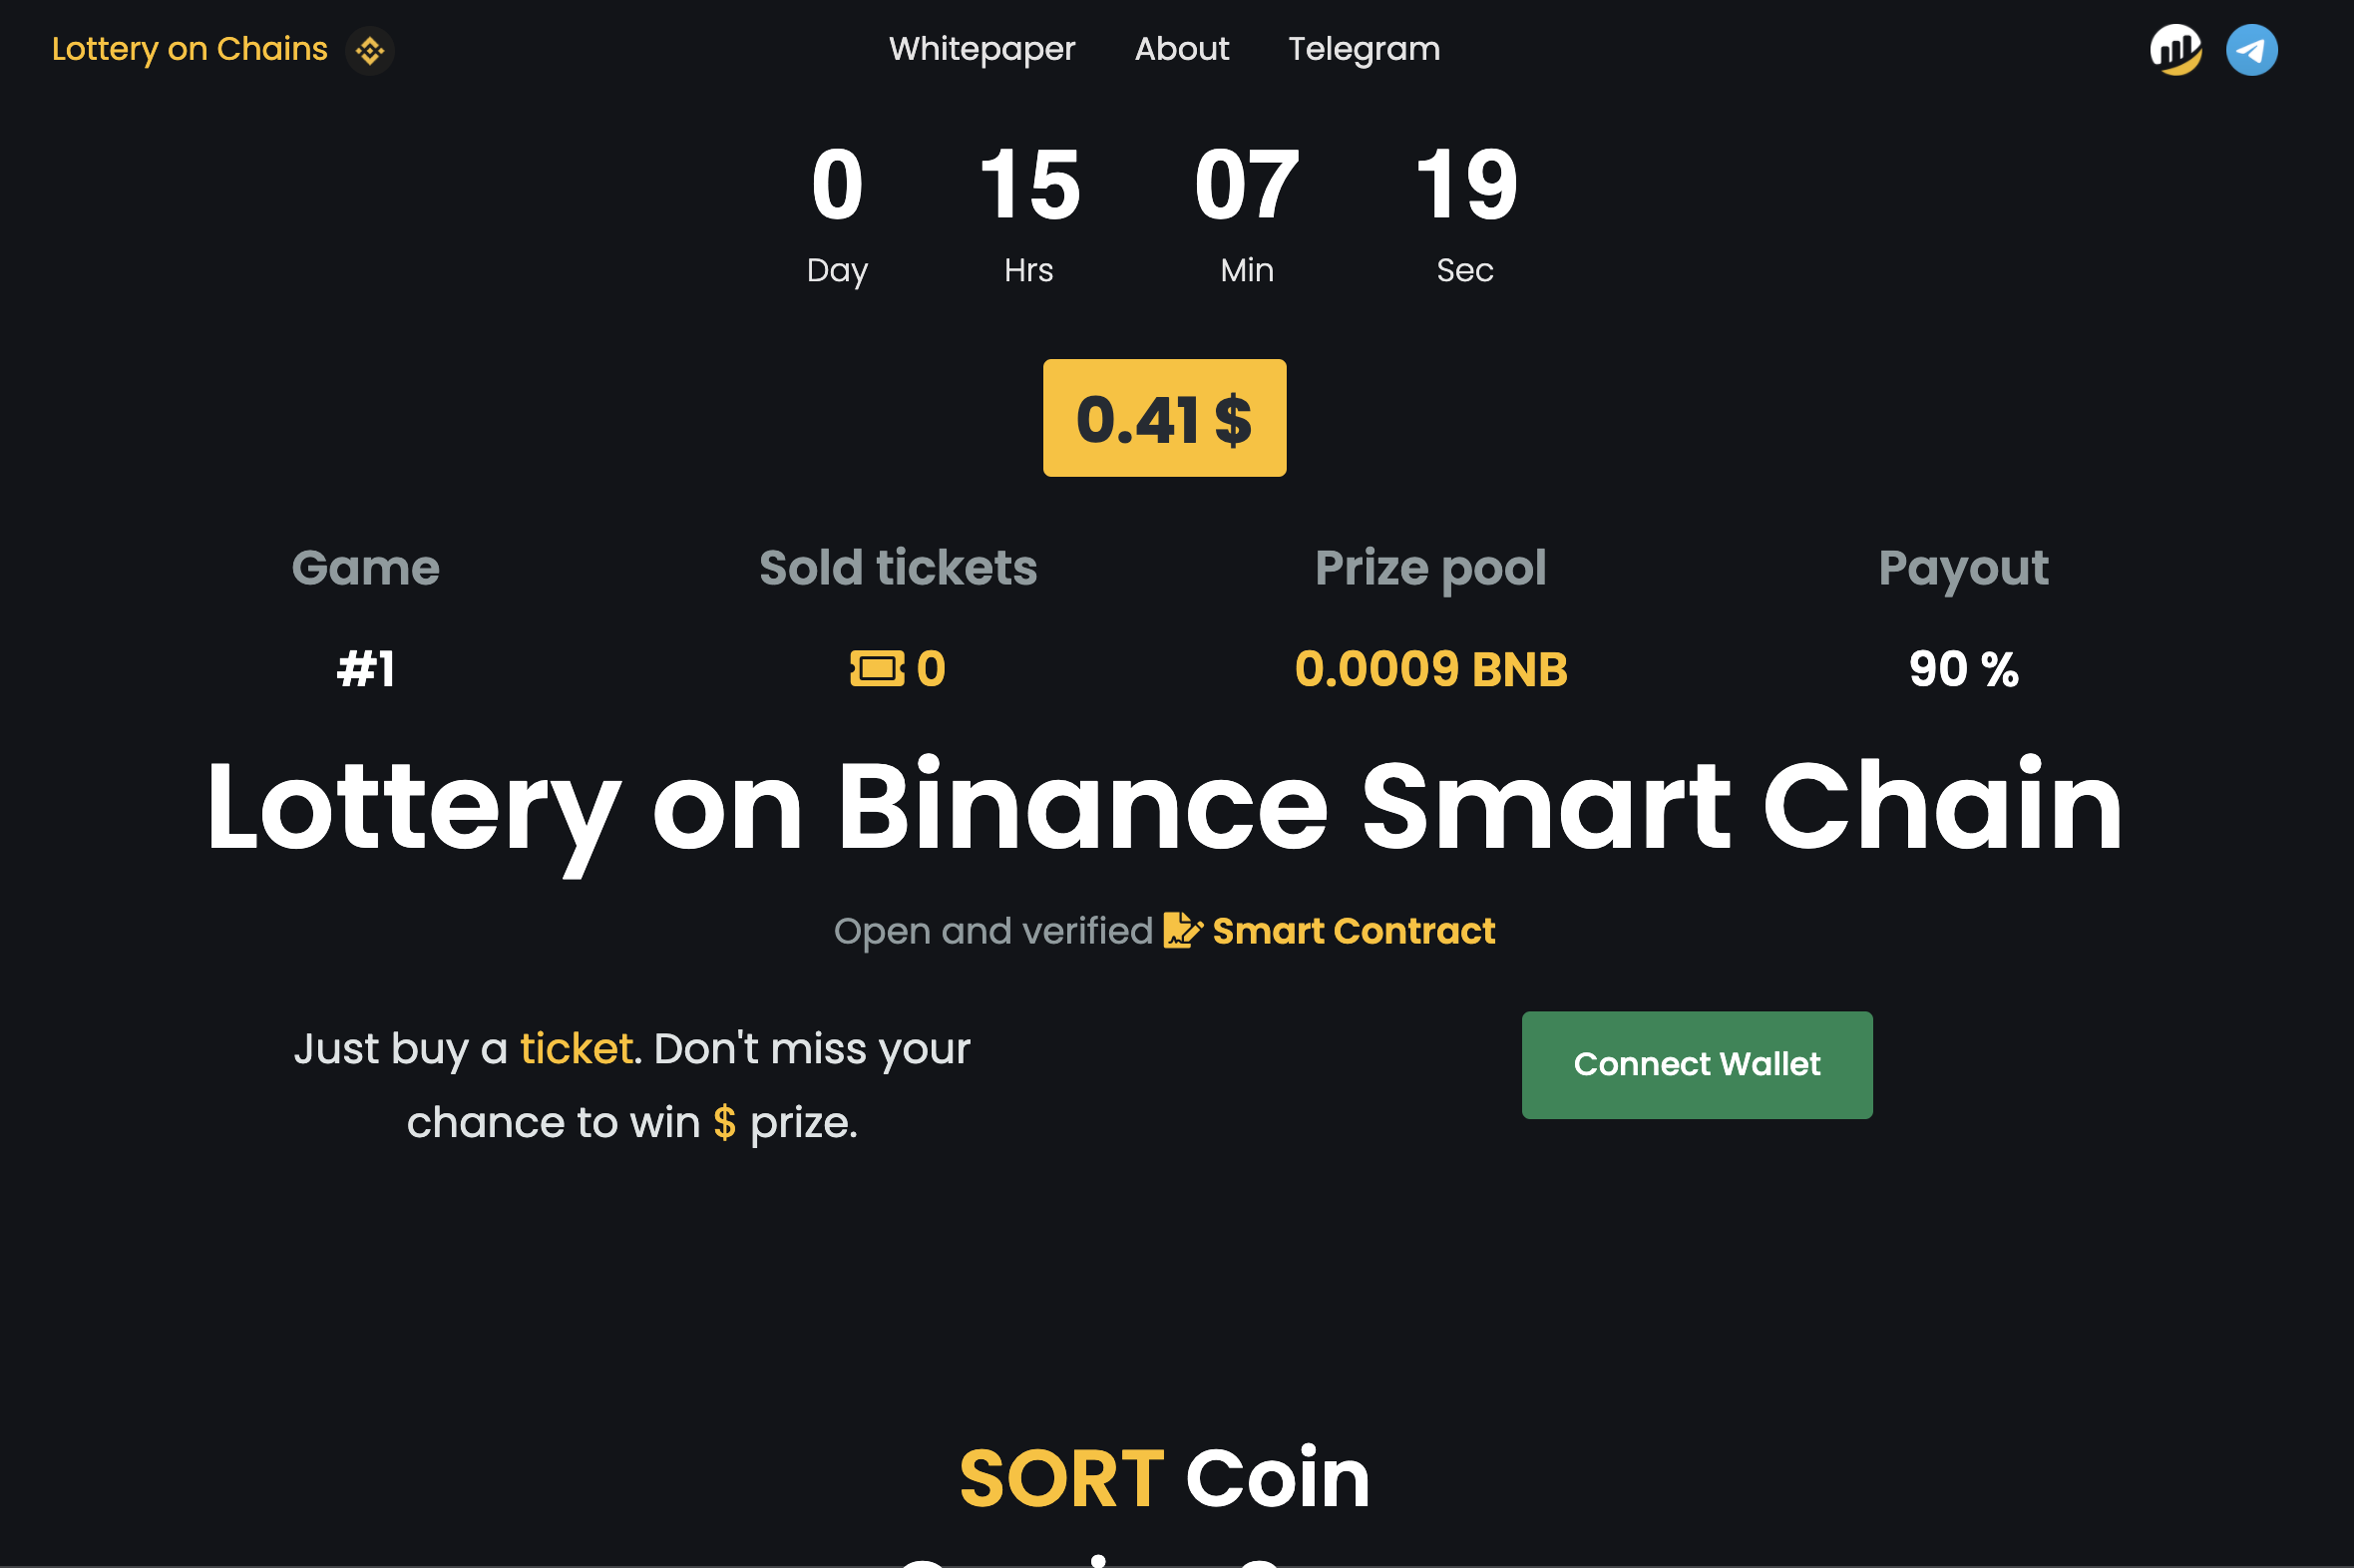 Lottery on Chains
Whitepaper About Telegram
0 15 07 19
Day Hrs Min Sec
0.41 $
Game Sold tickets Prize pool Payout
#1 0 0.0009 BNB 90 %
Lottery on Binance Smart Chain
Open and verified Smart Contract
Just buy a ticket. Don't miss your
chance to win $ prize.
Connect Wallet
SORT Coin